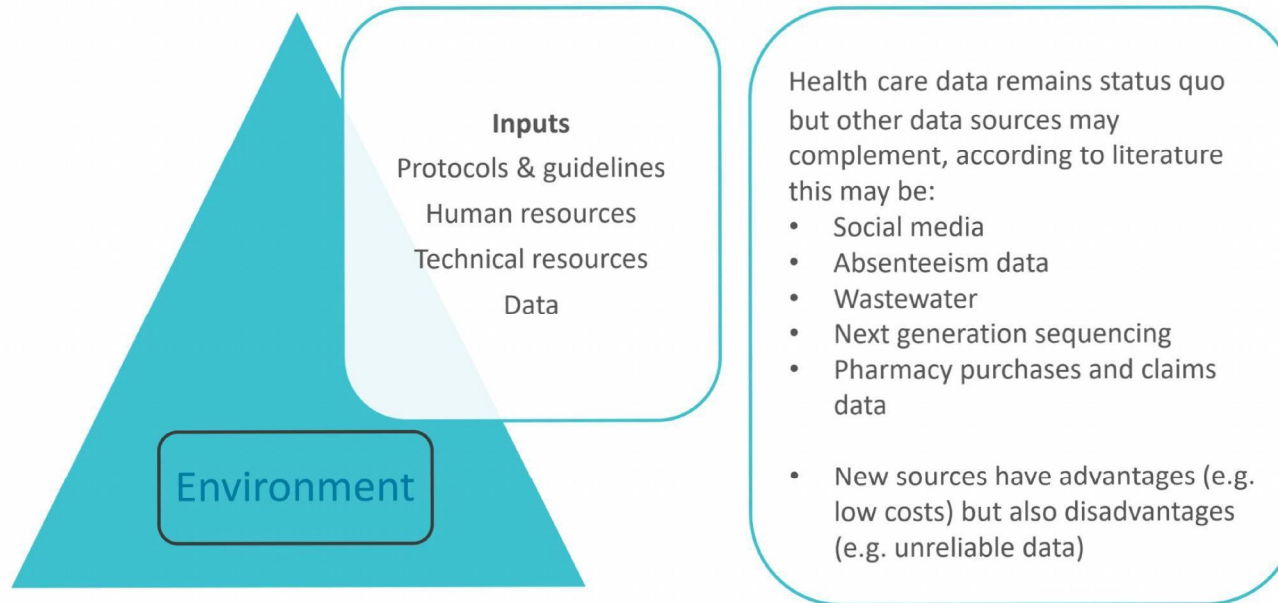 Inputs
Protocols & guidelines
Human resources
Technical resources
Data
Environment
Health care data remains status quo
but other data sources may
complement, according to literature
this may be:
• Social media
• Absenteeism data
• Wastewater
• Next generation sequencing
• Pharmacy purchases and claims
data
• New sources have advantages (e.g.
low costs) but also disadvantages
(e.g. unreliable data)